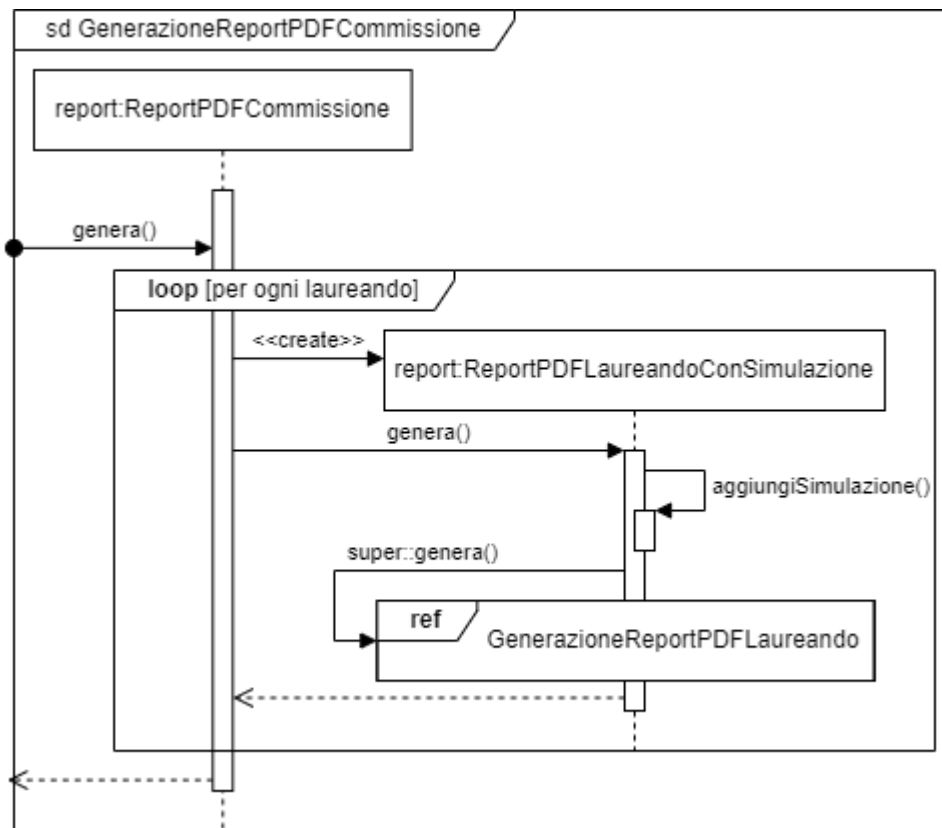 sd GenerazioneReportPDFCommissione
report:ReportPDFCommissione
genera()
loop [per ogni laureando]
<<create>>
report:ReportPDFLaureandoConSimulazione
genera()
aggiungiSimulazione()
super::genera()
ref
GenerazioneReportPDFLaureando